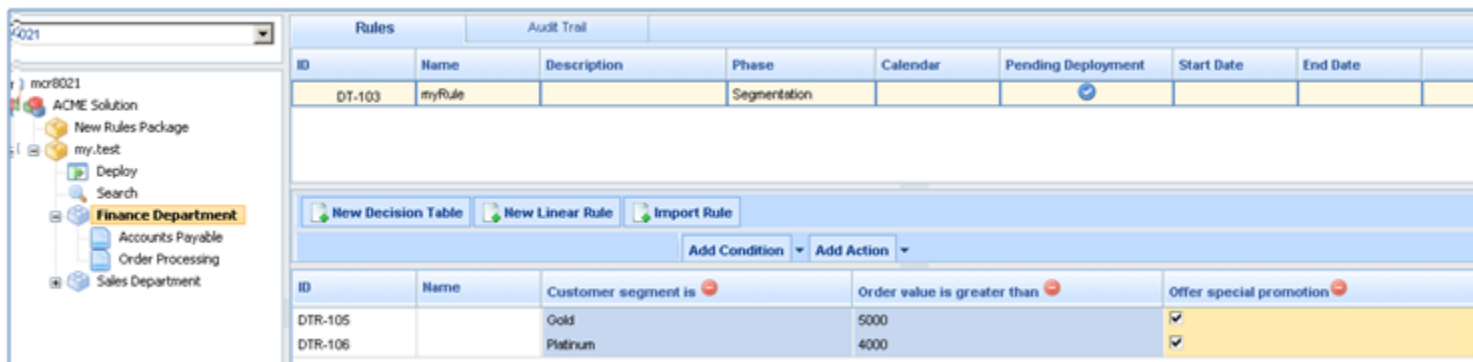 Rules Audit Trail
ID Name Description Phase Calendar Pending Deployment Start Date End Date
DT-103 myRule Segmentation
mcr8021
ACME Solution
New Rules Package
my.test
Deploy
Search
Finance Department
Accounts Payable
Order Processing
Sales Department
New Decision Table New Linear Rule Import Rule
Add Condition Add Action
ID Name Customer segment is Order value is greater than Offer special promotion
DTR-105 Gold 5000
DTR-106 Platinum 4000